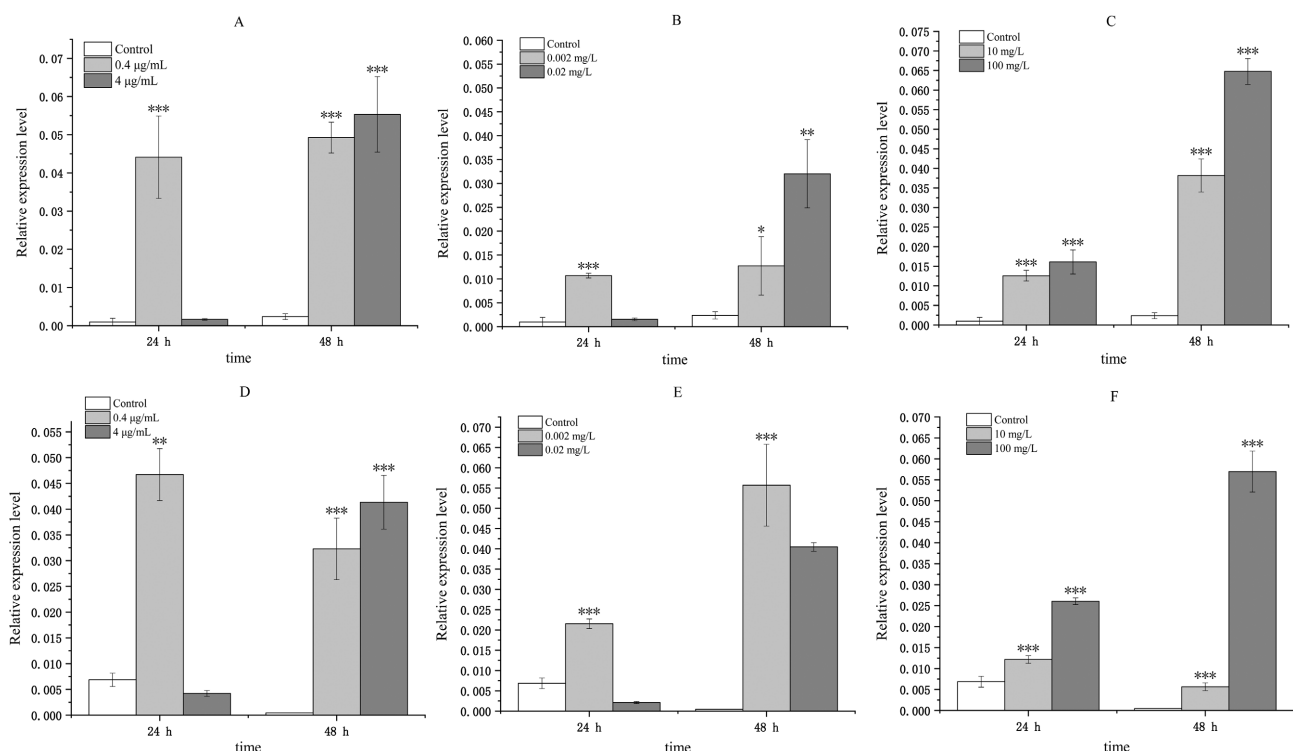 A
Control
0.4 μg/mL
4 μg/mL
Relative expression level
0.07
0.06
0.05
0.04
0.03
0.02
0.01
0.00
***
***
***
24 h
48 h
time
B
Control
0.002 mg/L
0.02 mg/L
Relative expression level
0.060
0.055
0.050
0.045
0.040
0.035
0.030
0.025
0.020
0.015
0.010
0.005
0.000
***
*
**
24 h
48 h
time
C
Control
10 mg/L
100 mg/L
Relative expression level
0.075
0.070
0.065
0.060
0.055
0.050
0.045
0.040
0.035
0.030
0.025
0.020
0.015
0.010
0.005
0.000
***
***
***
***
24 h
48 h
time
D
Control
0.4 μg/mL
4 μg/mL
Relative expression level
0.055
0.050
0.045
0.040
0.035
0.030
0.025
0.020
0.015
0.010
0.005
0.000
**
***
***
24 h
48 h
time
E
Control
0.002 mg/L
0.02 mg/L
Relative expression level
0.070
0.065
0.060
0.055
0.050
0.045
0.040
0.035
0.030
0.025
0.020
0.015
0.010
0.005
0.000
***
***
24 h
48 h
time
F
Control
10 mg/L
100 mg/L
Relative expression level
0.070
0.065
0.060
0.055
0.050
0.045
0.040
0.035
0.030
0.025
0.020
0.015
0.010
0.005
0.000
***
***
***
***
24 h
48 h
time